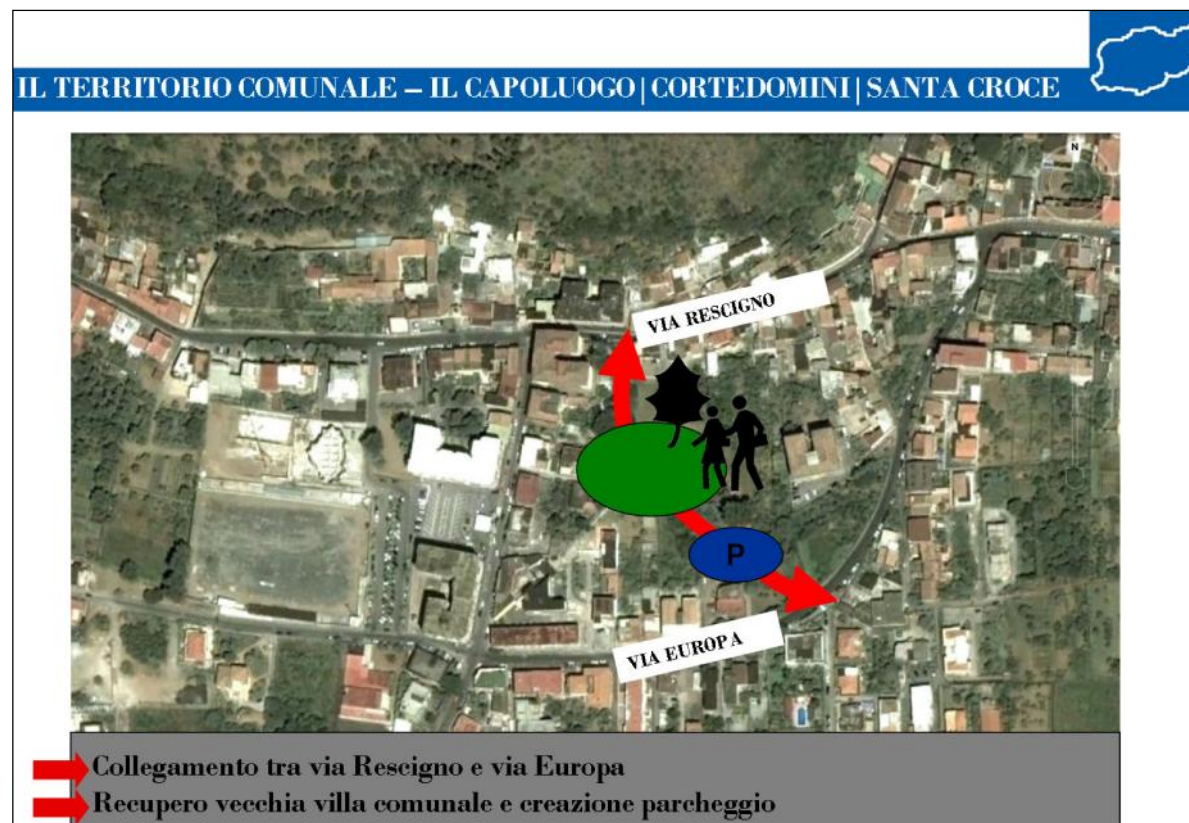 IL TERRITORIO COMUNALE – IL CAPOLUOGO | CORTEDOMINI | SANTA CROCE
N
VIA RESCIGNO
P
VIA EUROPA
Collegamento tra via Rescigno e via Europa
Recupero vecchia villa comunale e creazione parcheggio